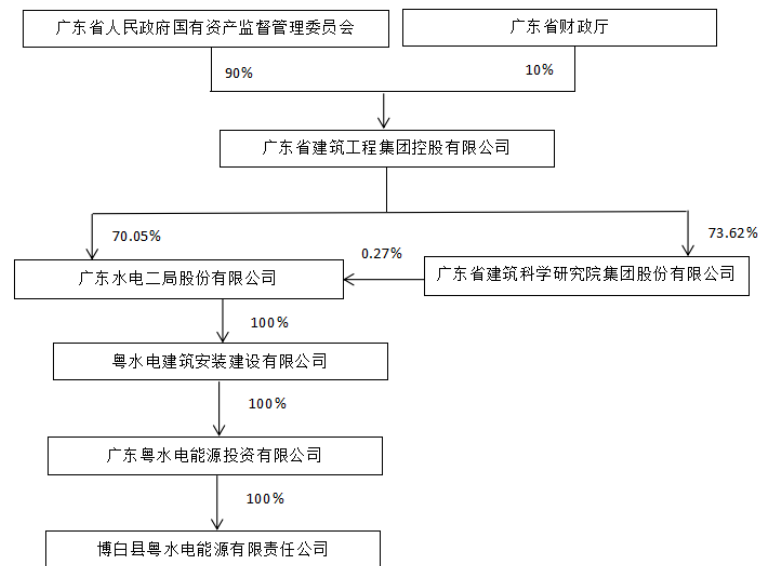 广东省人民政府国有资产监督管理委员会
广东省财政厅
90%
10%
广东省建筑工程集团控股有限公司
70.05%
73.62%
0.27%
广东水电二局股份有限公司
广东省建筑科学研究院集团股份有限公司
100%
粤水电建筑安装建设有限公司
100%
广东粤水电能源投资有限公司
100%
博白县粤水电能源有限责任公司